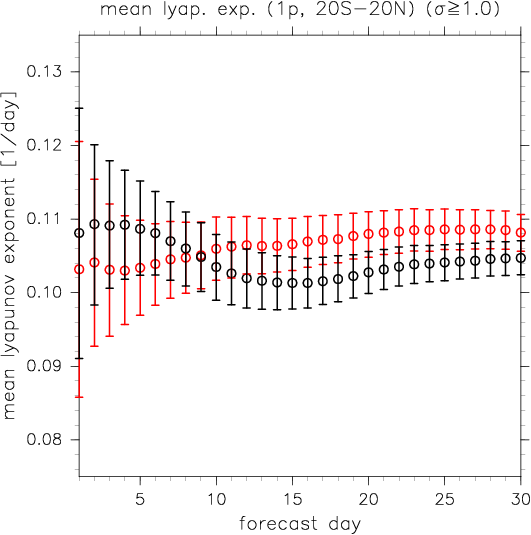 mean lyap. exp. (1p, 20S−20N) (σ≧1.0)
mean lyapunov exponent [1/day]
0.13
0.12
0.11
0.10
0.09
0.08
5 10 15 20 25 30
forecast day